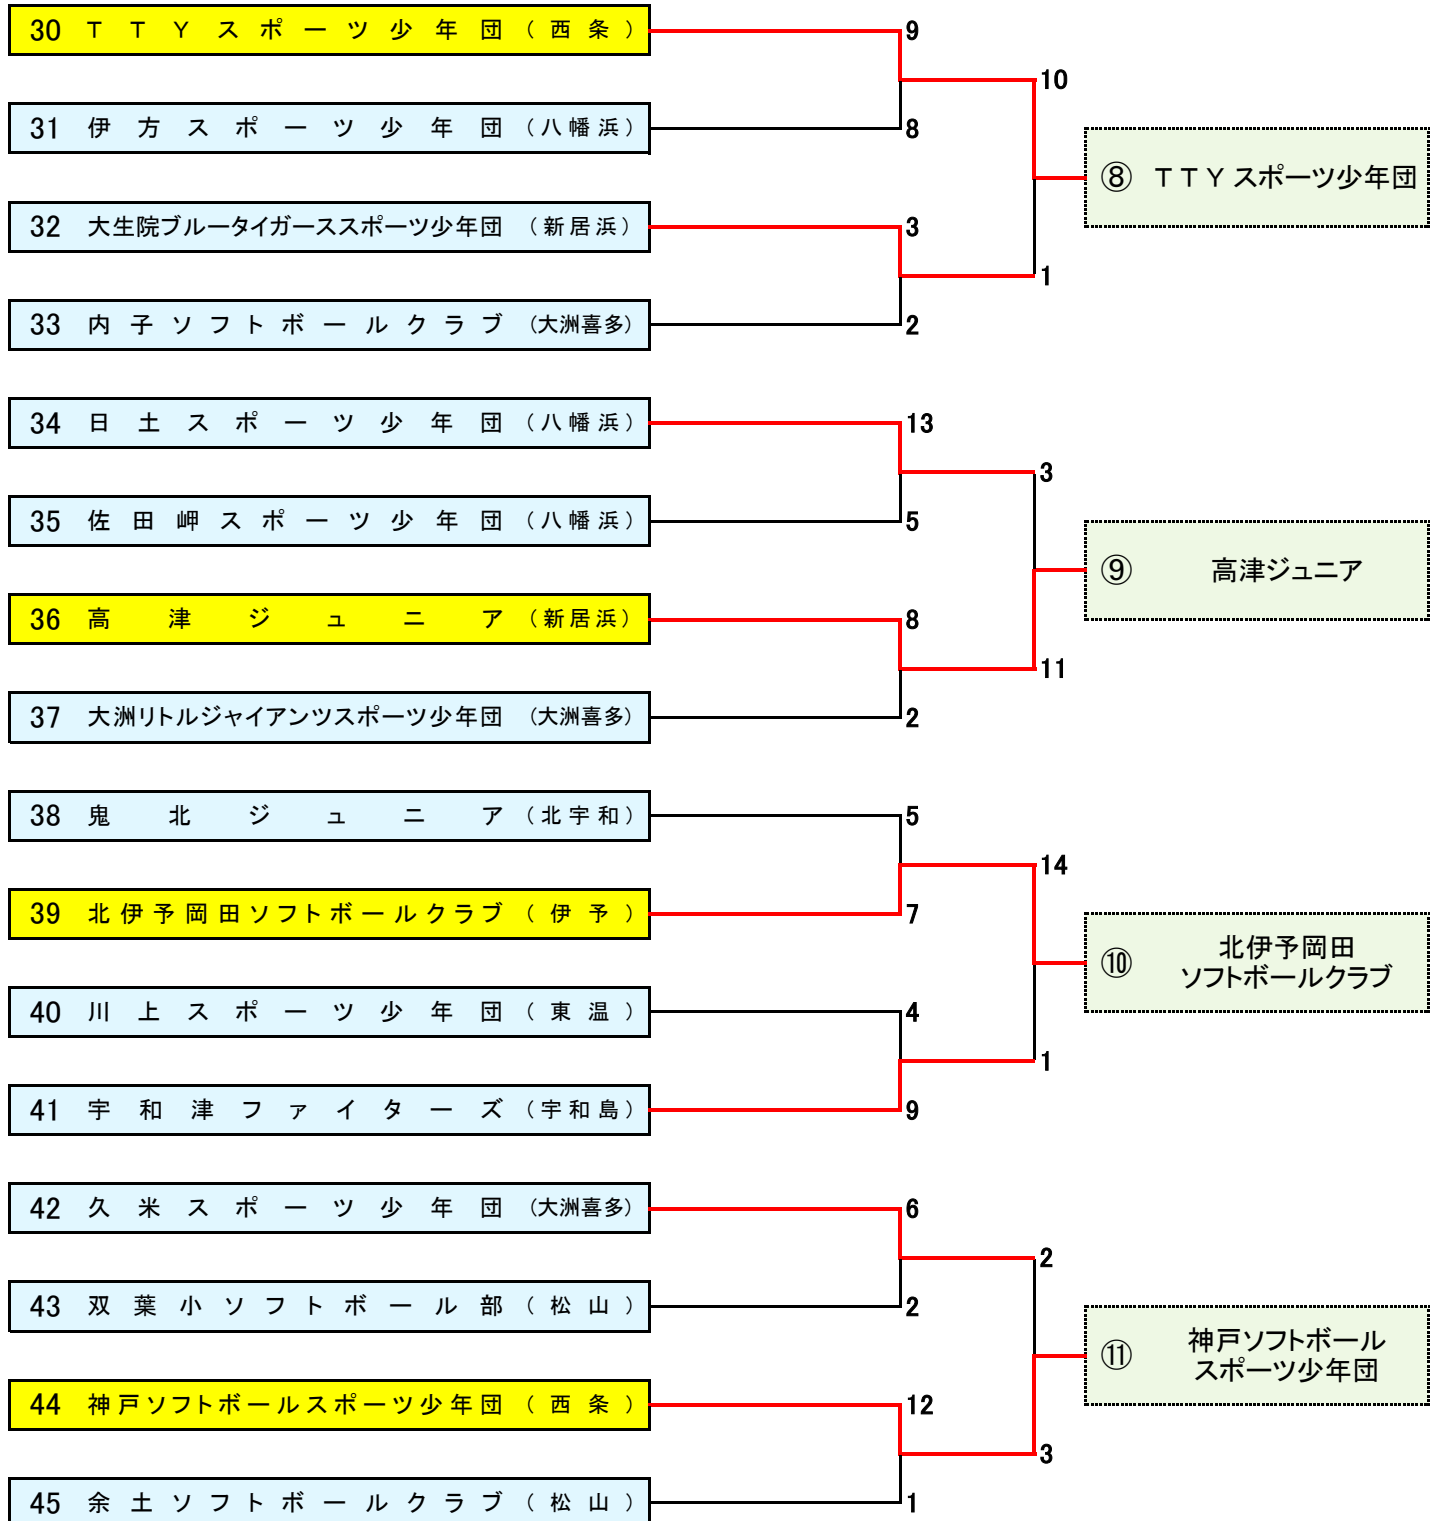 30 TTYスポーツ少年団 (西条) 9
10
31 伊方スポーツ少年団 (八幡浜) 8
⑧ TTYスポーツ少年団
32 大生院ブルータイガーススポーツ少年団 (新居浜) 3
1
33 内子ソフトボールクラブ (大洲喜多) 2
34 日土スポーツ少年団 (八幡浜) 13
3
35 佐田岬スポーツ少年団 (八幡浜) 5
⑨ 高津ジュニア
36 高津ジュニア (新居浜) 8
11
37 大洲リトルジャイアンツスポーツ少年団 (大洲喜多) 2
38 鬼北ジュニア (北宇和) 5
14
39 北伊予岡田ソフトボールクラブ (伊予) 7
⑩ 北伊予岡田
ソフトボールクラブ
40 川上スポーツ少年団 (東温) 4
1
41 宇和津ファイターズ (宇和島) 9
42 久米スポーツ少年団 (大洲喜多) 6
2
43 双葉小ソフトボール部 (松山) 2
⑪ 神戸ソフトボール
スポーツ少年団
44 神戸ソフトボールスポーツ少年団 (西条) 12
3
45 余土ソフトボールクラブ (松山) 1